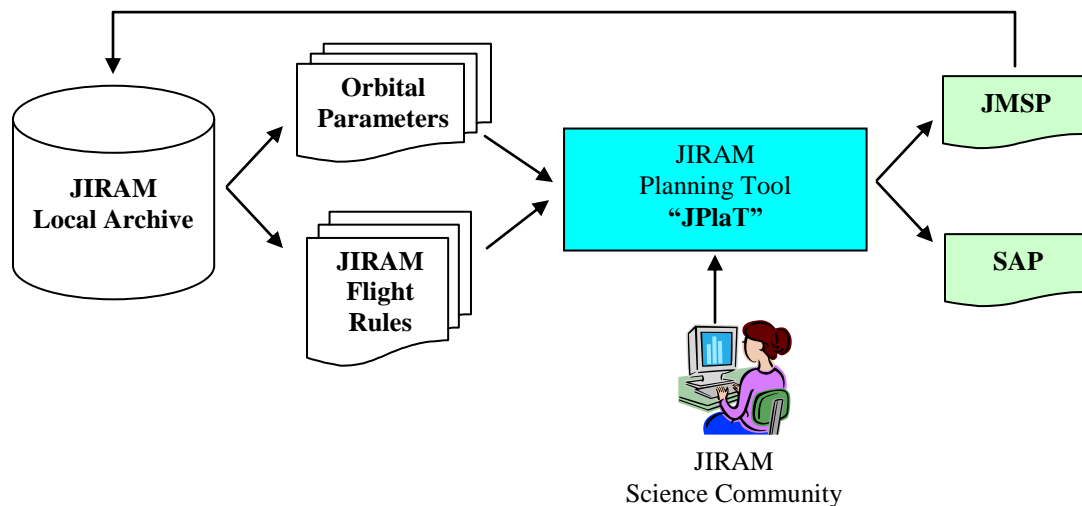 JIRAM
Local Archive
Orbital
Parameters
JIRAM
Flight
Rules
JIRAM
Planning Tool
“JPlaT”
JMSP
SAP
JIRAM
Science Community